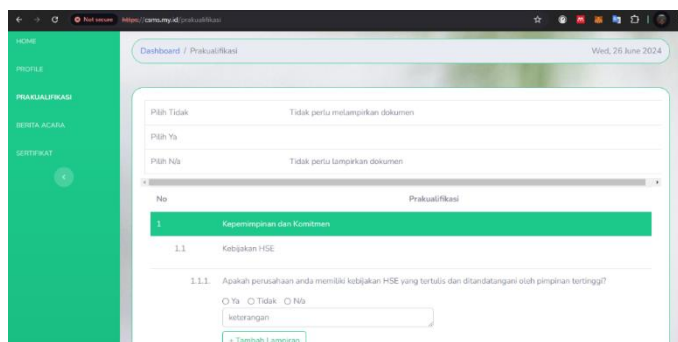 Not secure https://csms.my.id/prakualifikasi
HOME
Dashboard / Prakualifikasi Wed, 26 June 2024
PROFILE
PRAKUALIFIKASI
BERITA ACARA
SERTIFIKAT
Pilih Tidak Tidak perlu melampirkan dokumen
Pilih Ya
Pilih N/a Tidak perlu lampirkan dokumen
No Prakualifikasi
1 Kepemimpinan dan Komitmen
1.1 Kebijakan HSE
1.1.1. Apakah perusahaan anda memiliki kebijakan HSE yang tertulis dan ditandatangani oleh pimpinan tertinggi?
Ya Tidak N/a
keterangan
+ Tambah Lampiran